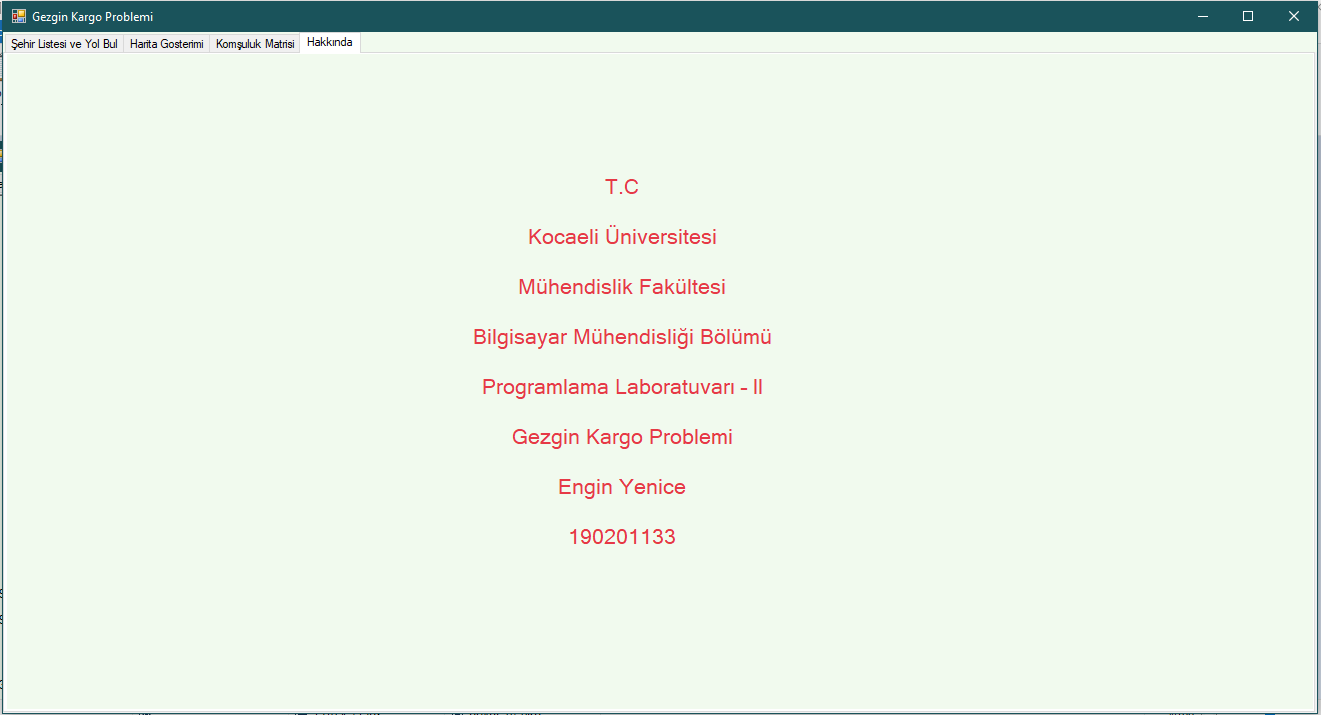 Gezgin Kargo Problemi
Şehir Listesi ve Yol Bul
Harita Gosterimi
Komşuluk Matrisi
Hakkında
T.C
Kocaeli Üniversitesi
Mühendislik Fakültesi
Bilgisayar Mühendisliği Bölümü
Programlama Laboratuvarı - II
Gezgin Kargo Problemi
Engin Yenice
190201133